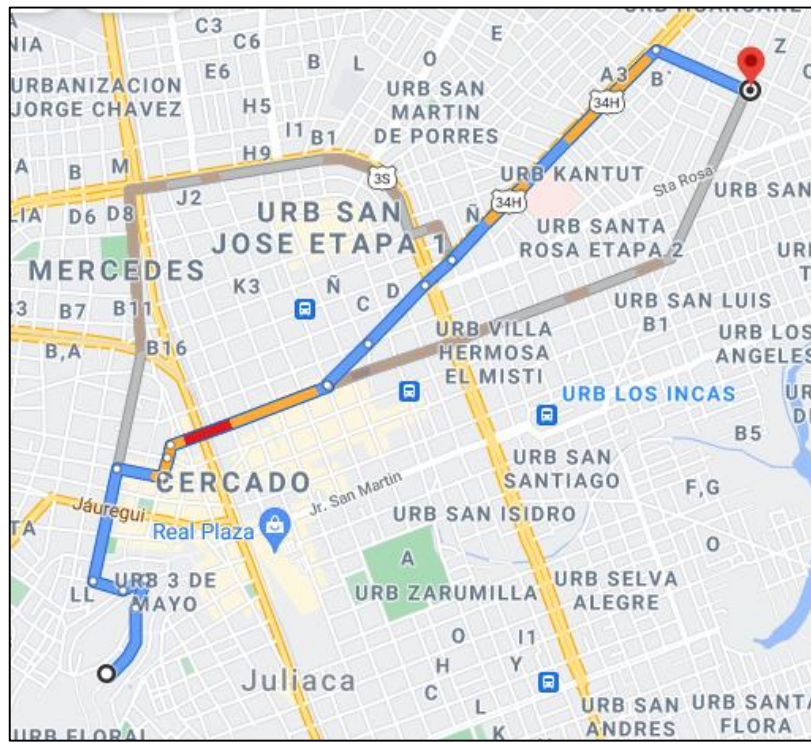 URB HUANCANE
C3
C6
E
Z
NIA
B
L
O
A3
B
E6
URBANIZACION
JORGE CHAVEZ
URB SAN
MARTIN
DE PORRES
34H
H5
I1
B1
H9
M
B
A
J2
3S
URB KANTUT
Sta Rosa
URB SAN
LIA
D6
D8
Ñ
34H
URB SAN
JOSE ETAPA 1
URB SANTA
ROSA ETAPA 2
MERCEDES
K3
Ñ
D
C
URB SAN LUIS
B1
B7
B11
B,A
B16
URB VILLA
HERMOSA
EL MISTI
URB LOS
ANGELES
URB LOS INCAS
B5
CERCADO
URB SAN
SANTIAGO
F,G
Jr. San Martin
Jáuregui
TA
Real Plaza
URB SAN ISIDRO
O
A
LL
URB 3 DE
MAYO
URB ZARUMILLA
URB SELVA
ALEGRE
O
I1
H
Y
C
L
K
Juliaca
URB SAN
ANDRES
URB SANTA
FLORA
URB FLORAL